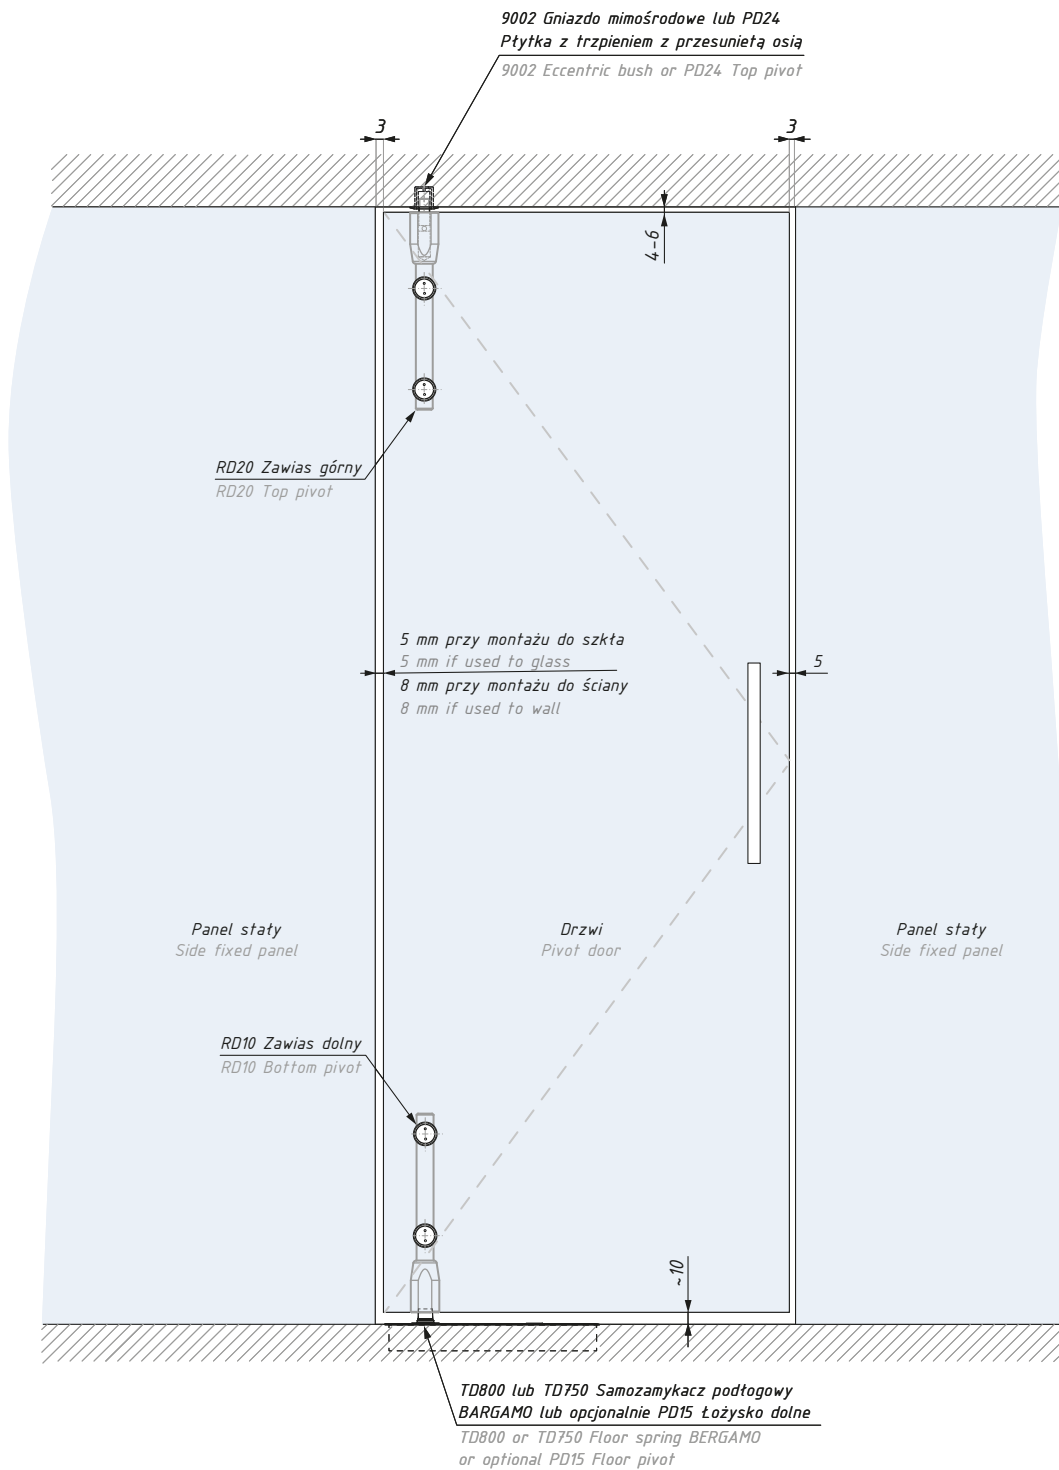 9002 Gniazdo mimośrodowe lub PD24
Płytka z trzpieniem z przesunietą osią
9002 Eccentric bush or PD24 Top pivot
3
3
4-6
RD20 Zawias górny
RD20 Top pivot
5 mm przy montażu do szkła
5 mm if used to glass
8 mm przy montażu do ściany
8 mm if used to wall
5
Panel stały
Side fixed panel
Drzwi
Pivot door
Panel stały
Side fixed panel
RD10 Zawias dolny
RD10 Bottom pivot
~10
TD800 lub TD750 Samozamykacz podłogowy
BARGAMO lub opcjonalnie PD15 Łożysko dolne
TD800 or TD750 Floor spring BERGAMO
or optional PD15 Floor pivot